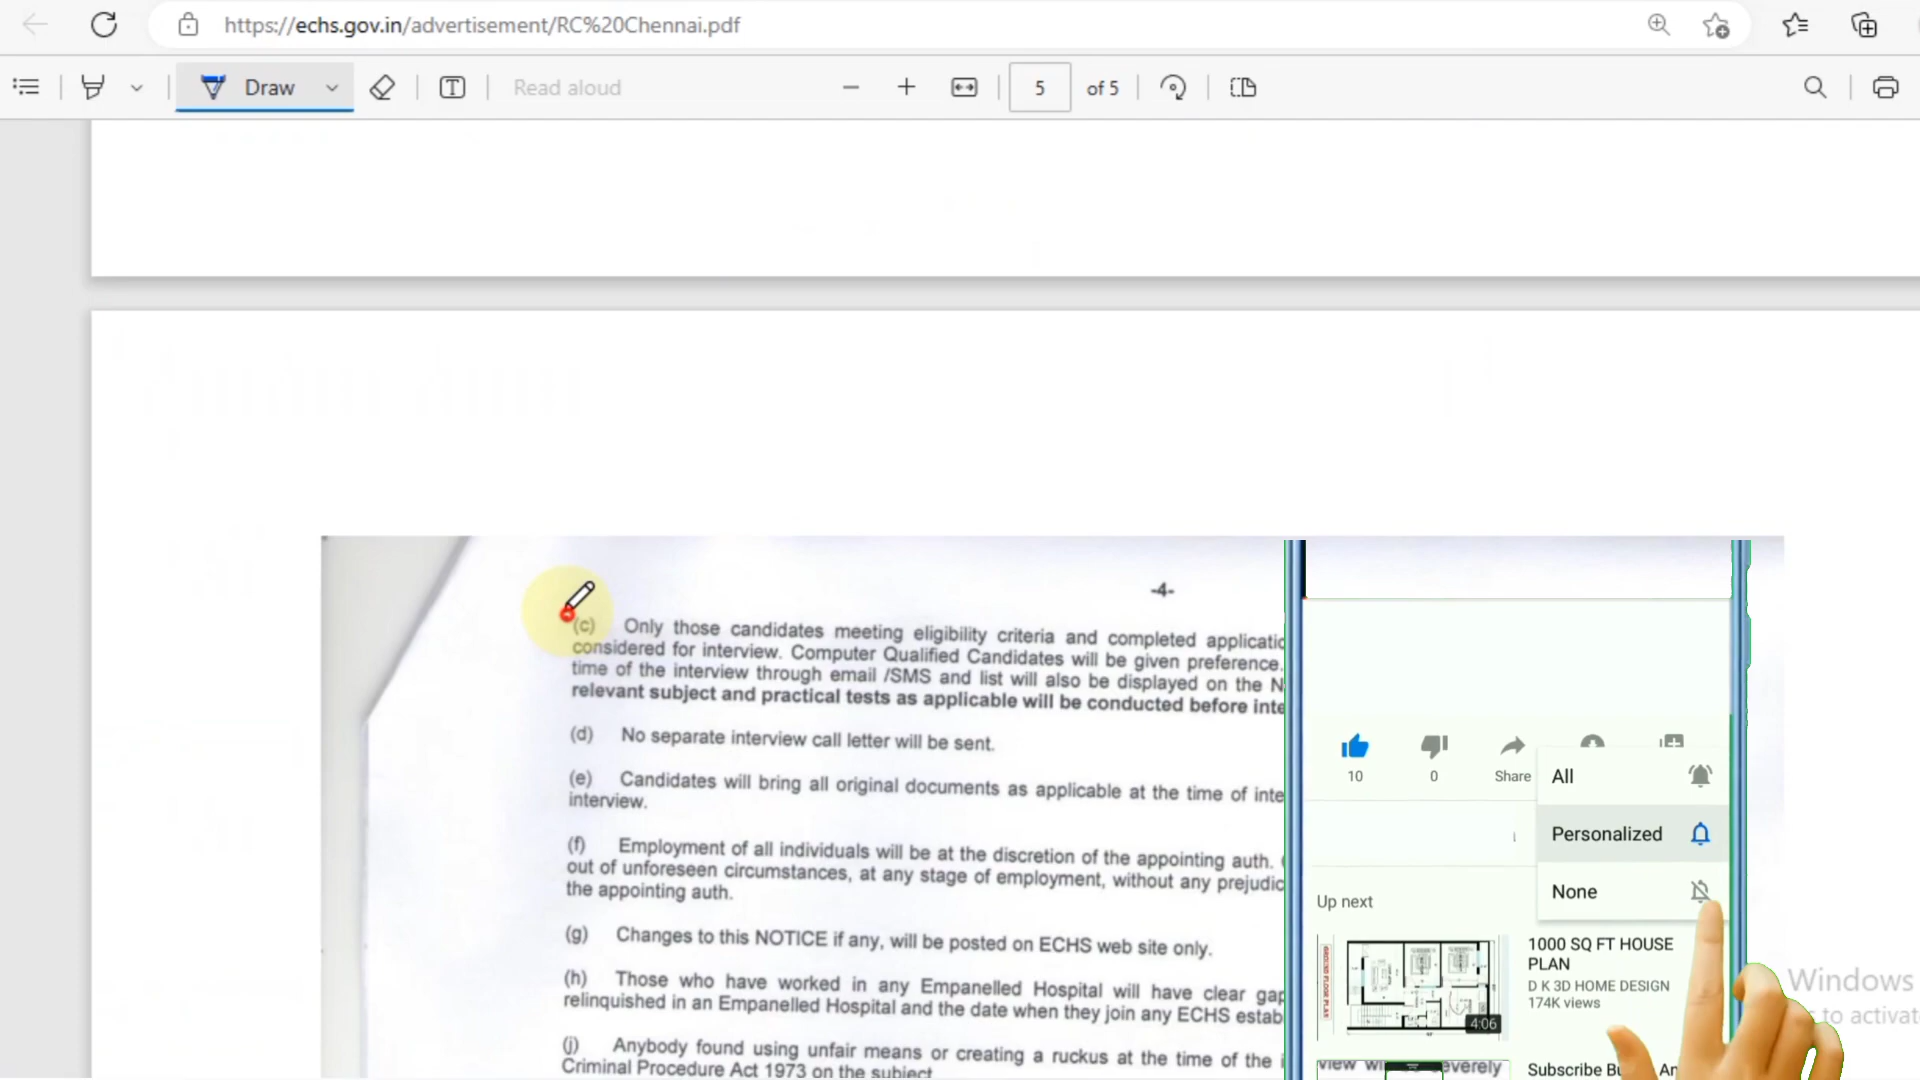 https://echs.gov.in/advertisement/RC%20Chennai.pdf
Draw
Read aloud
5
of 5
-4-
(c) Only those candidates meeting eligibility criteria and completed
considered for interview. Computer Qualified Candidates will be given preference.
time of the interview through email /SMS and list will also be displayed on the
relevant subject and practical tests as applicable will be conducted before
(d) No separate interview call letter will be sent.
(e) Candidates will bring all original documents as applicable at the time of
interview.
(f) Employment of all individuals will be at the discretion of the appointing auth.
out of unforeseen circumstances, at any stage of employment, without any
the appointing auth.
(g) Changes to this NOTICE if any, will be posted on ECHS web site only.
(h) Those who have worked in any Empanelled Hospital will have clear
relinquished in an Empanelled Hospital and the date when they join any ECHS
(j) Anybody found using unfair means or creating a ruckus at the time of the
Criminal Procedure Act 1973 on the subject
10
0
Share
All
Personalized
None
Up next
GROUND FLOOR PLAN
4:06
1000 SQ FT HOUSE
PLAN
D K 3D HOME DESIGN
174K views
Subscribe
severely
Windows
to